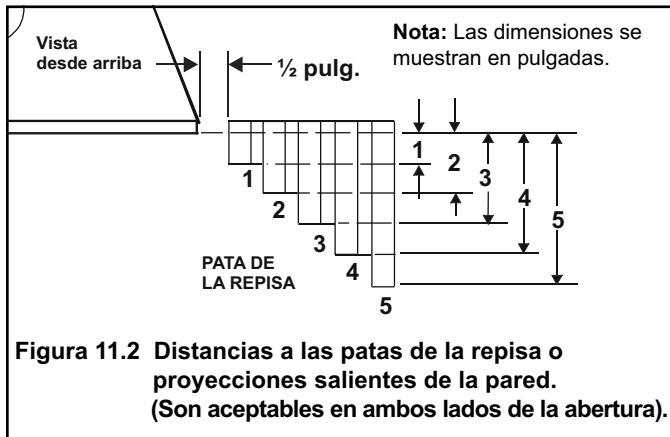 Vista
desde arriba
½ pulg.
Nota: Las dimensiones se
muestran en pulgadas.
1
2
3
4
5
1
2
3
4
5
PATA DE
LA REPISA
Figura 11.2 Distancias a las patas de la repisa o
proyecciones salientes de la pared.
(Son aceptables en ambos lados de la abertura).